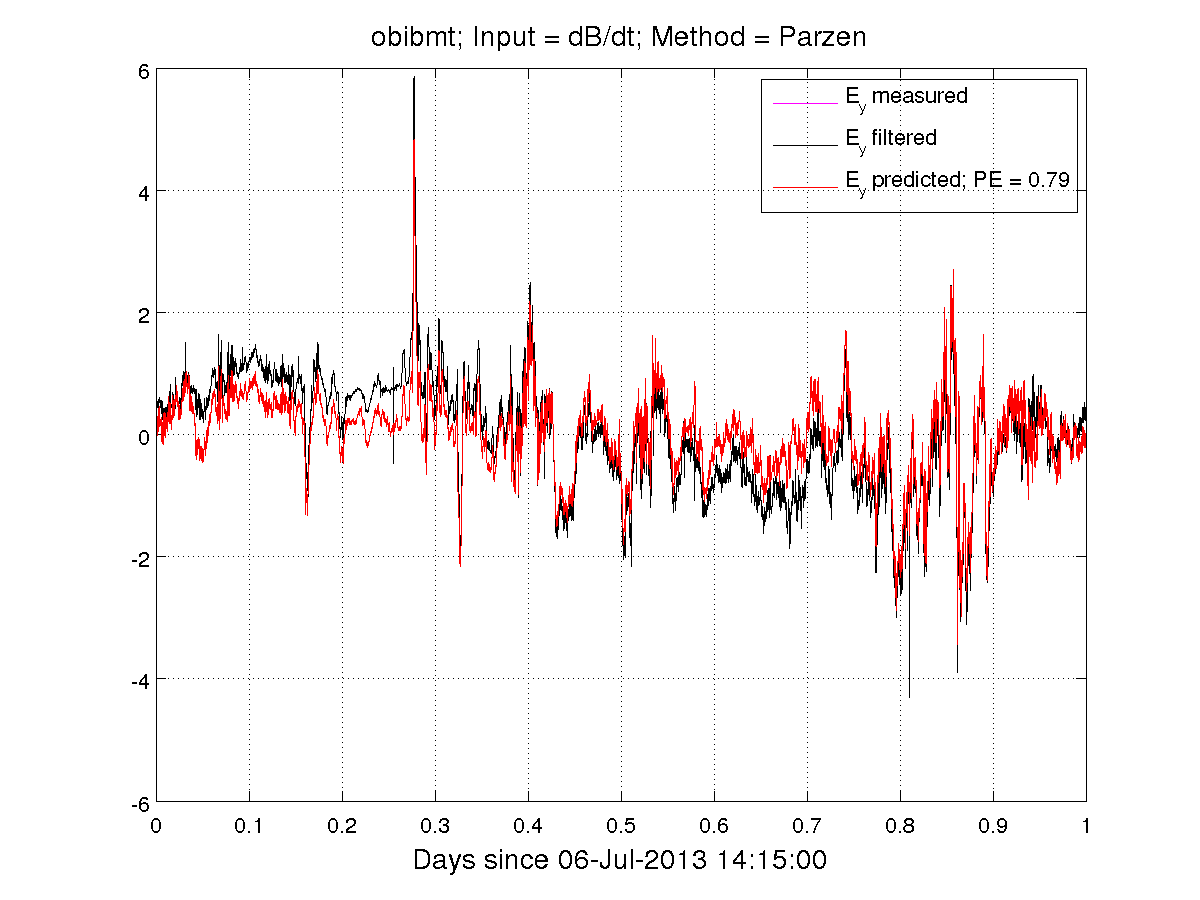 obibmt; Input = dB/dt; Method = Parzen
6
4
2
0
-2
-4
-6
E_y measured
E_y filtered
E_y predicted; PE = 0.79
0 0.1 0.2 0.3 0.4 0.5 0.6 0.7 0.8 0.9 1
Days since 06-Jul-2013 14:15:00